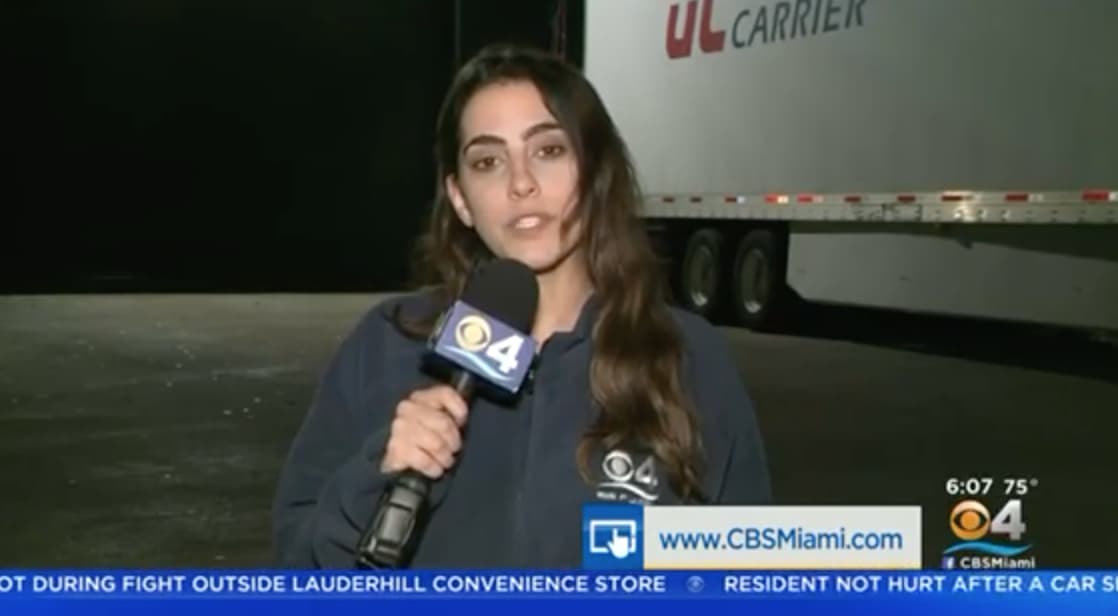 UL CARRIER
4
4
www.CBSMiami.com
6:07 75°
4
CBSMiami
OT DURING FIGHT OUTSIDE LAUDERHILL CONVENIENCE STORE RESIDENT NOT HURT AFTER A CAR S